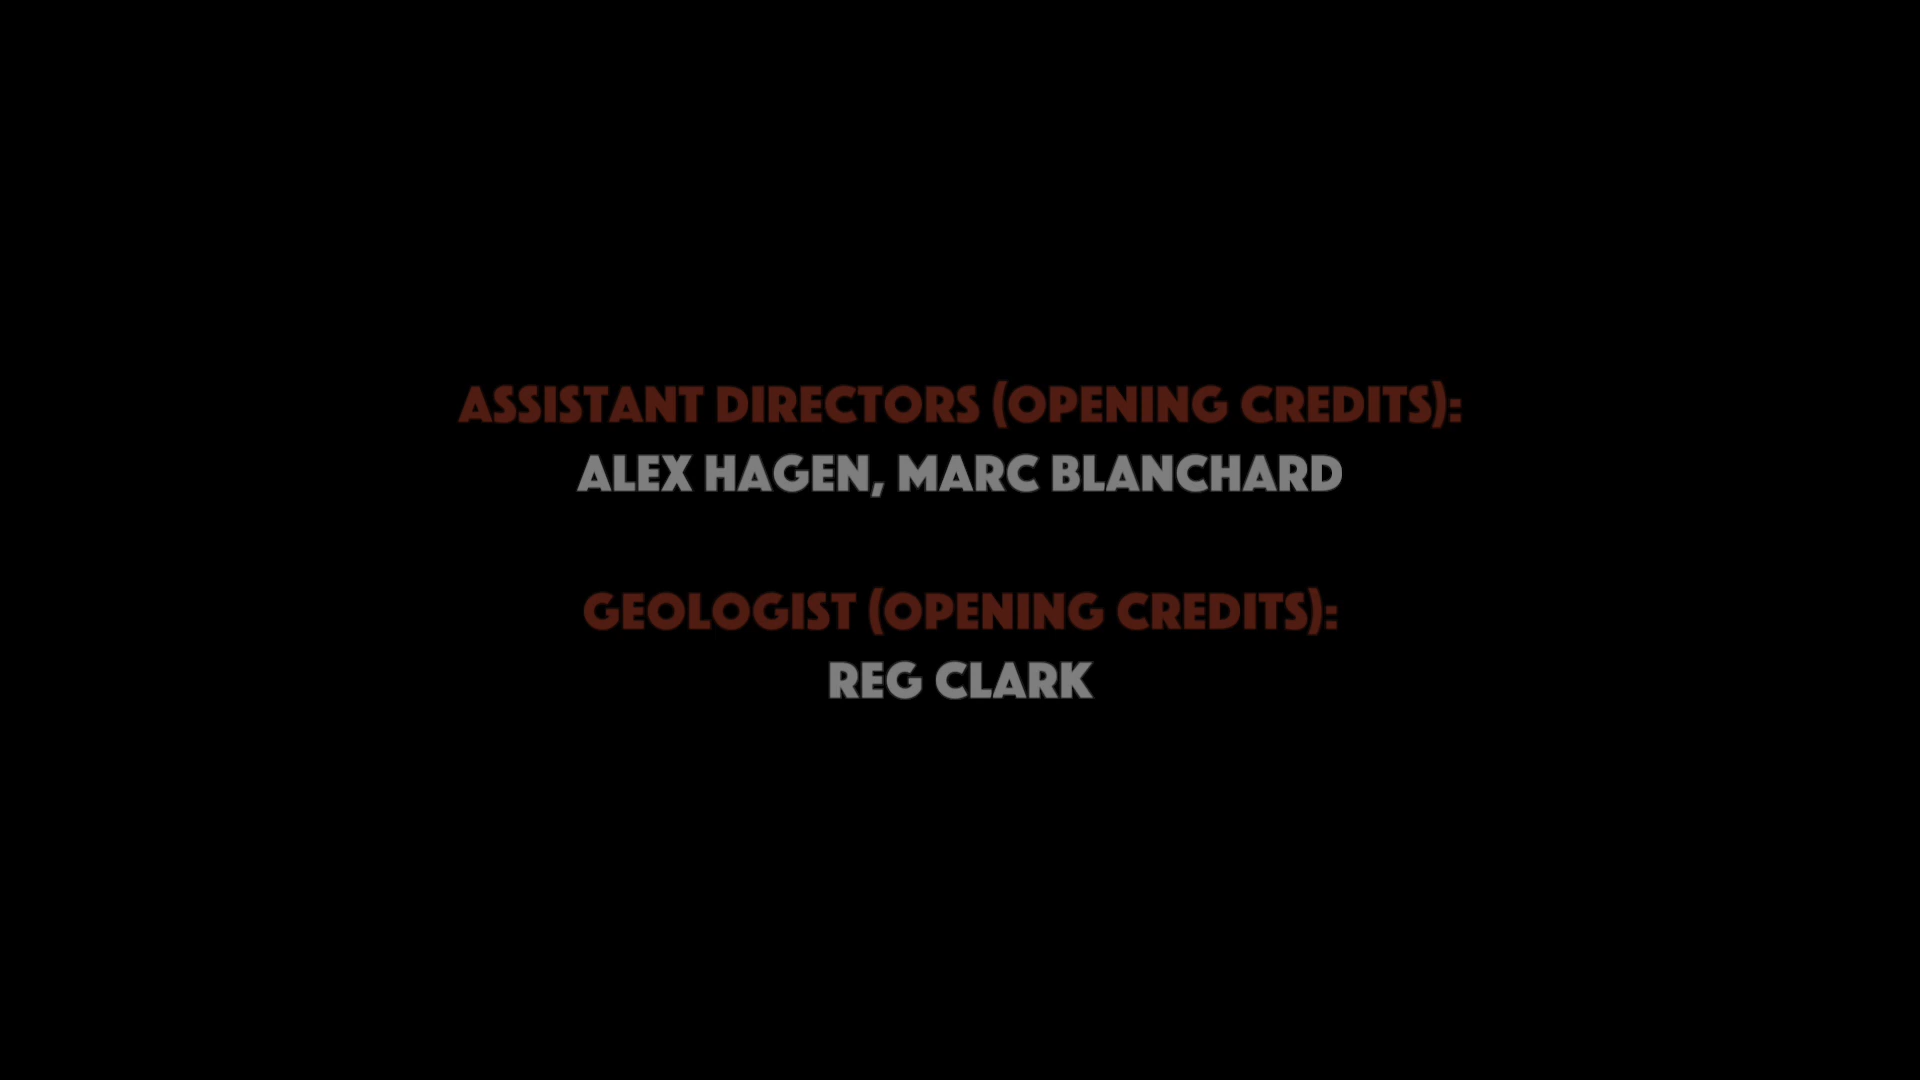 ASSISTANT DIRECTORS (OPENING CREDITS):
ALEX HAGEN, MARC BLANCHARD
GEOLOGIST (OPENING CREDITS):
REG CLARK